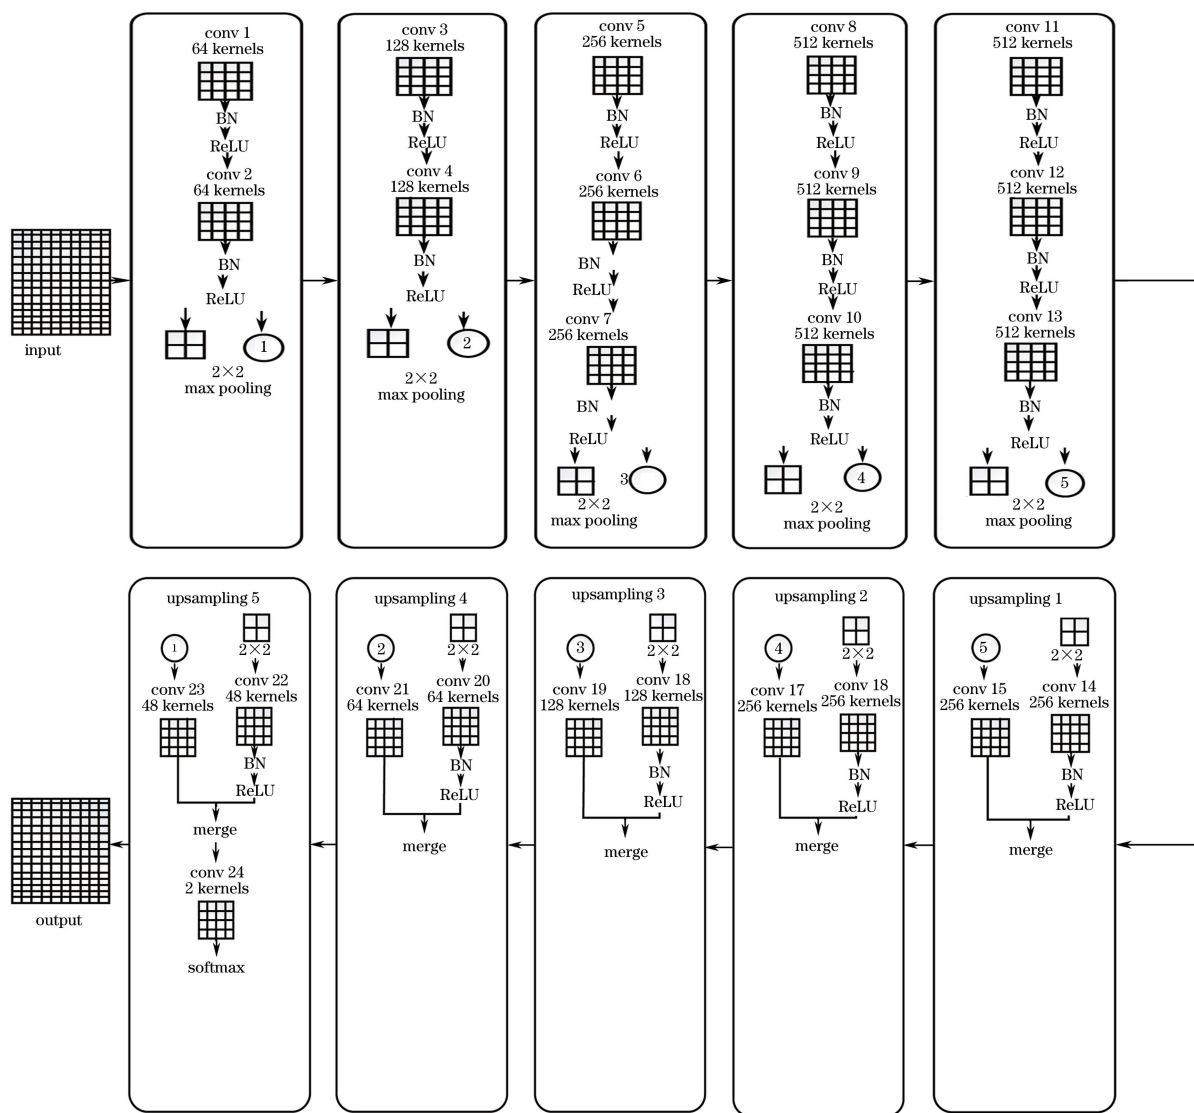 input
conv 1
64 kernels
BN
ReLU
conv 2
64 kernels
BN
ReLU
1
2×2
max pooling
conv 3
128 kernels
BN
ReLU
conv 4
128 kernels
BN
ReLU
2
2×2
max pooling
conv 5
256 kernels
BN
ReLU
conv 6
256 kernels
BN
ReLU
conv 7
256 kernels
BN
ReLU
3
2×2
max pooling
conv 8
512 kernels
BN
ReLU
conv 9
512 kernels
BN
ReLU
conv 10
512 kernels
BN
ReLU
4
2×2
max pooling
conv 11
512 kernels
BN
ReLU
conv 12
512 kernels
BN
ReLU
conv 13
512 kernels
BN
ReLU
5
2×2
max pooling
upsampling 5
1
2×2
conv 23
48 kernels
conv 22
48 kernels
BN
ReLU
merge
conv 24
2 kernels
softmax
upsampling 4
2
2×2
conv 21
64 kernels
conv 20
64 kernels
BN
ReLU
merge
upsampling 3
3
2×2
conv 19
128 kernels
conv 18
128 kernels
BN
ReLU
merge
upsampling 2
4
2×2
conv 17
256 kernels
conv 18
256 kernels
BN
ReLU
merge
upsampling 1
5
2×2
conv 15
256 kernels
conv 14
256 kernels
BN
ReLU
merge
output